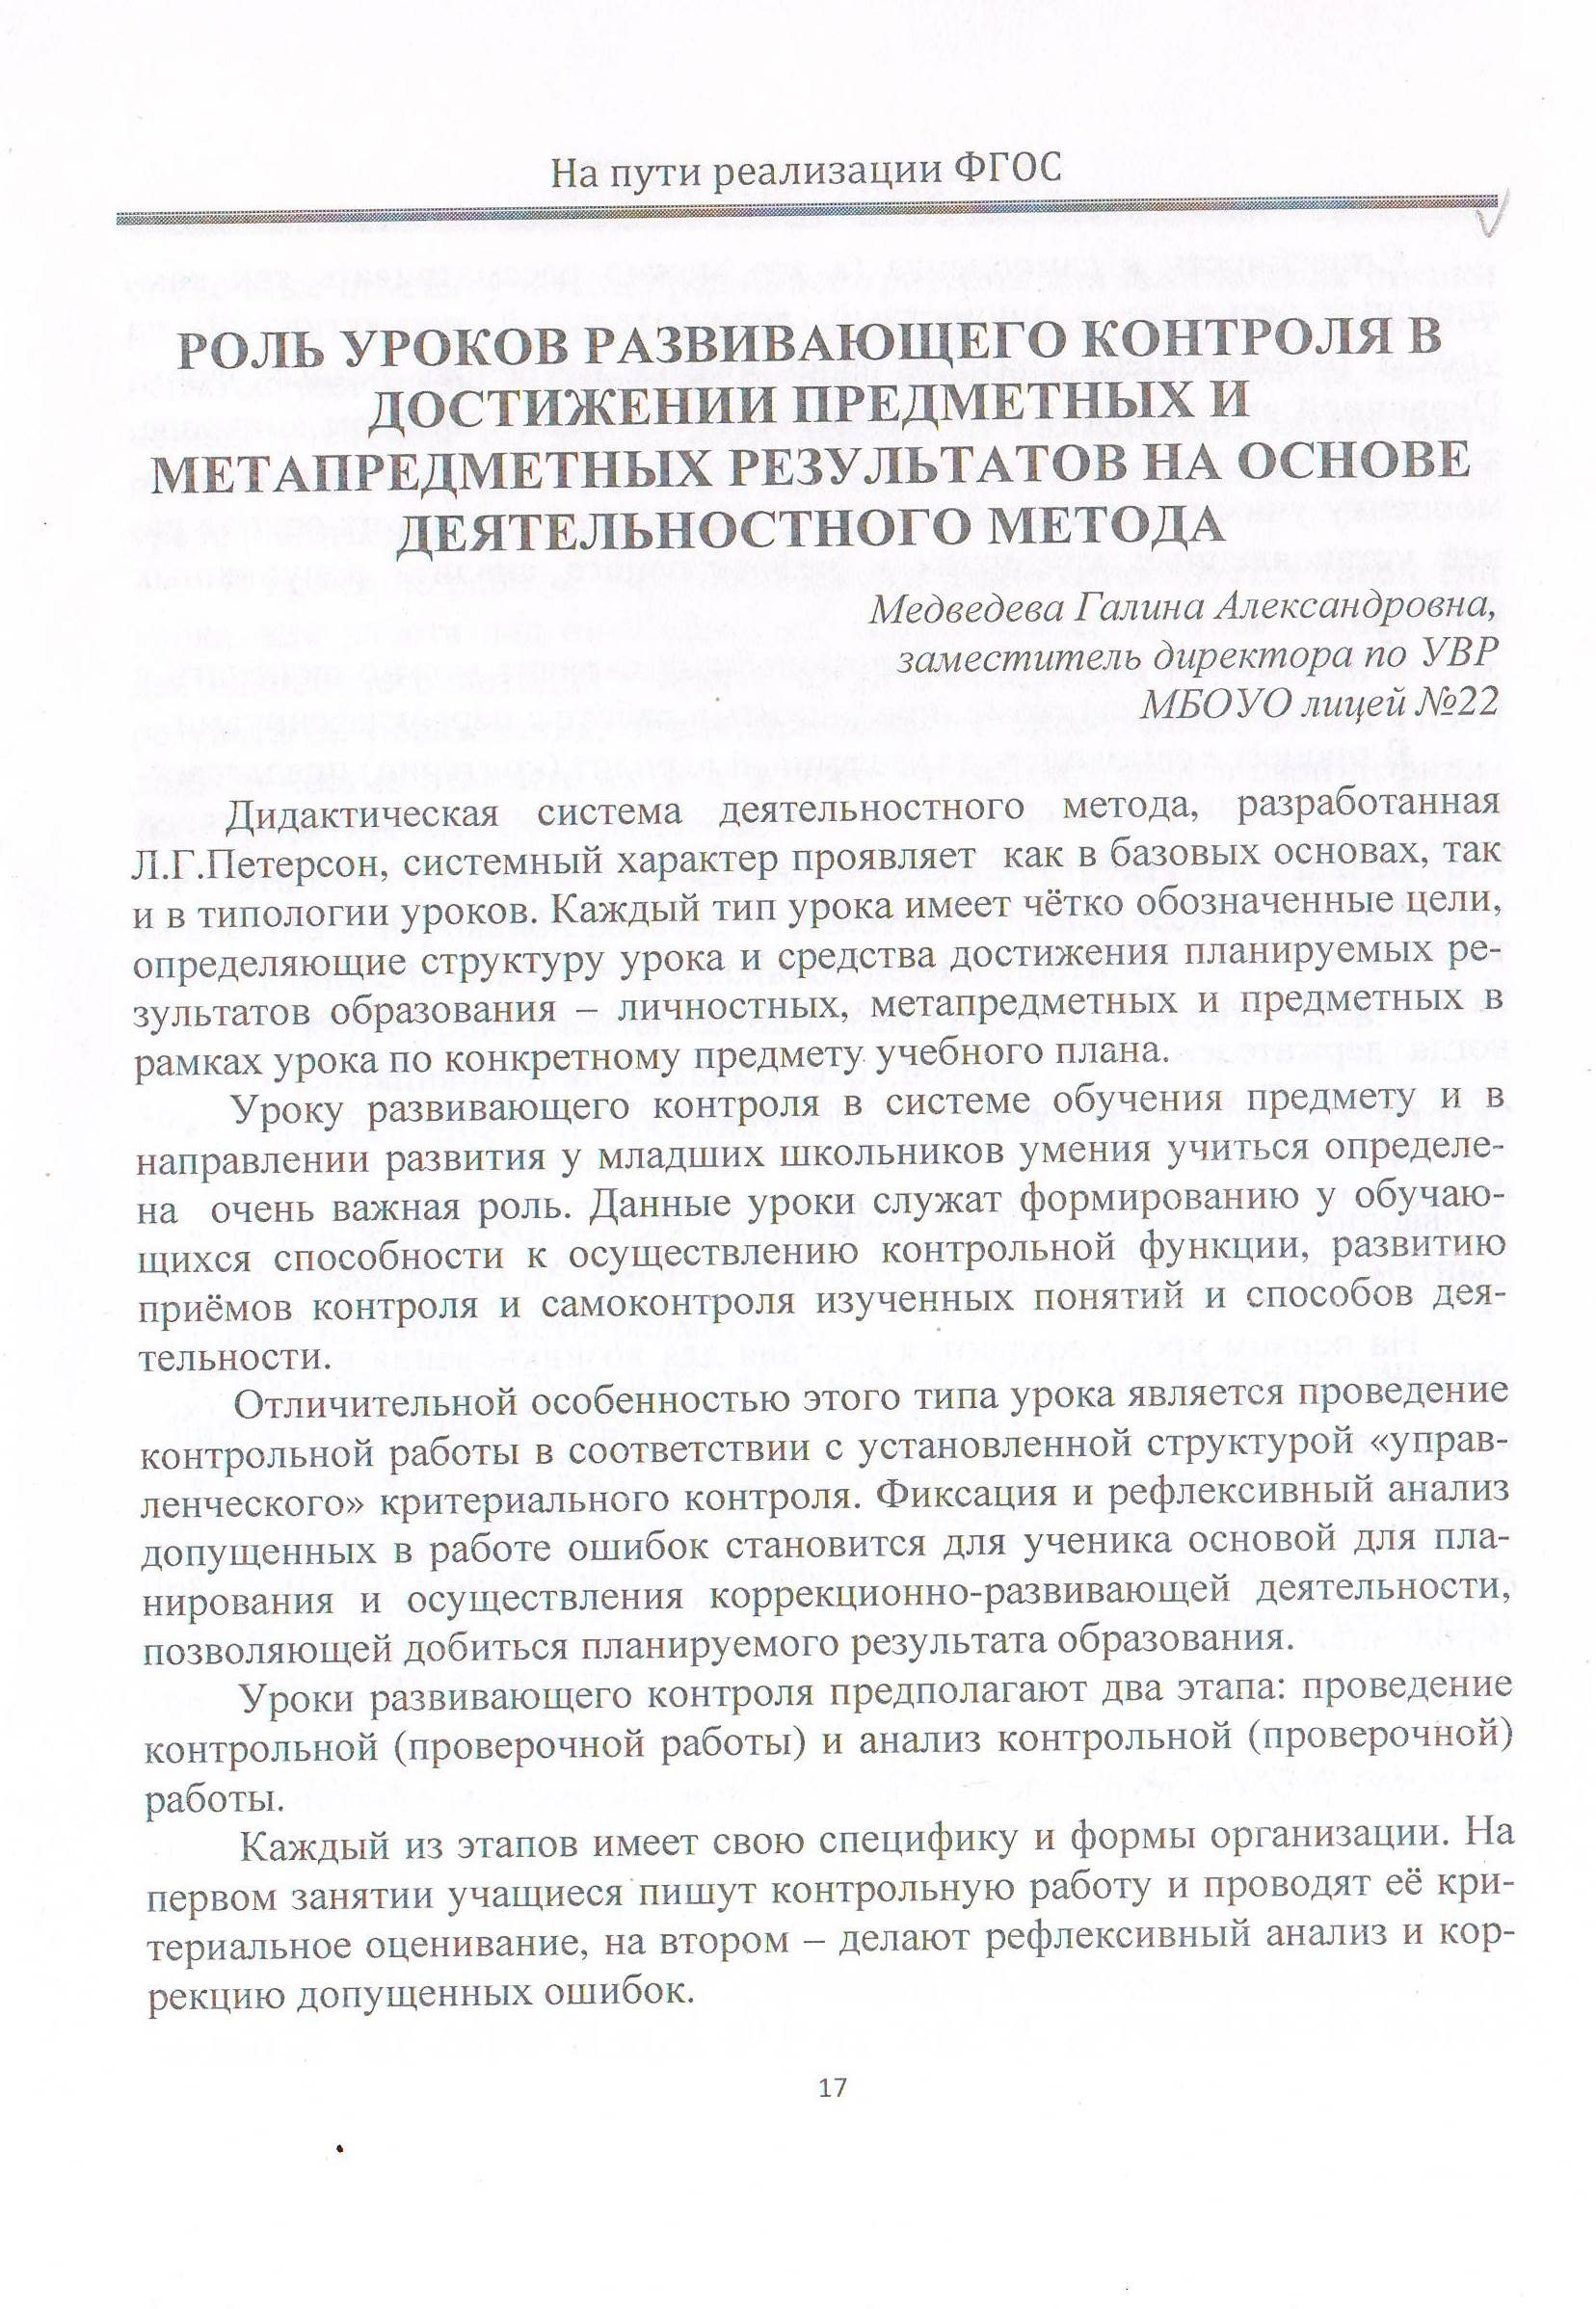 На пути реализации ФГОС
РОЛЬ УРОКОВ РАЗВИВАЮЩЕГО КОНТРОЛЯ В
ДОСТИЖЕНИИ ПРЕДМЕТНЫХ И
МЕТАПРЕДМЕТНЫХ РЕЗУЛЬТАТОВ НА ОСНОВЕ
ДЕЯТЕЛЬНОСТНОГО МЕТОДА
Медведева Галина Александровна,
заместитель директора по УВР
МБОУО лицей №22
Дидактическая система деятельностного метода, разработанная
Л.Г.Петерсон, системный характер проявляет как в базовых основах, так
и в типологии уроков. Каждый тип урока имеет чётко обозначенные цели,
определяющие структуру урока и средства достижения планируемых ре-
зультатов образования – личностных, метапредметных и предметных в
рамках урока по конкретному предмету учебного плана.
Уроку развивающего контроля в системе обучения предмету и в
направлении развития у младших школьников умения учиться определе-
на очень важная роль. Данные уроки служат формированию у обучаю-
щихся способности к осуществлению контрольной функции, развитию
приёмов контроля и самоконтроля изученных понятий и способов дея-
тельности.
Отличительной особенностью этого типа урока является проведение
контрольной работы в соответствии с установленной структурой «управ-
ленческого» критериального контроля. Фиксация и рефлексивный анализ
допущенных в работе ошибок становится для ученика основой для пла-
нирования и осуществления коррекционно-развивающей деятельности,
позволяющей добиться планируемого результата образования.
Уроки развивающего контроля предполагают два этапа: проведение
контрольной (проверочной работы) и анализ контрольной (проверочной)
работы.
Каждый из этапов имеет свою специфику и формы организации. На
первом занятии учащиеся пишут контрольную работу и проводят её кри-
териальное оценивание, на втором – делают рефлексивный анализ и кор-
рекцию допущенных ошибок.
17